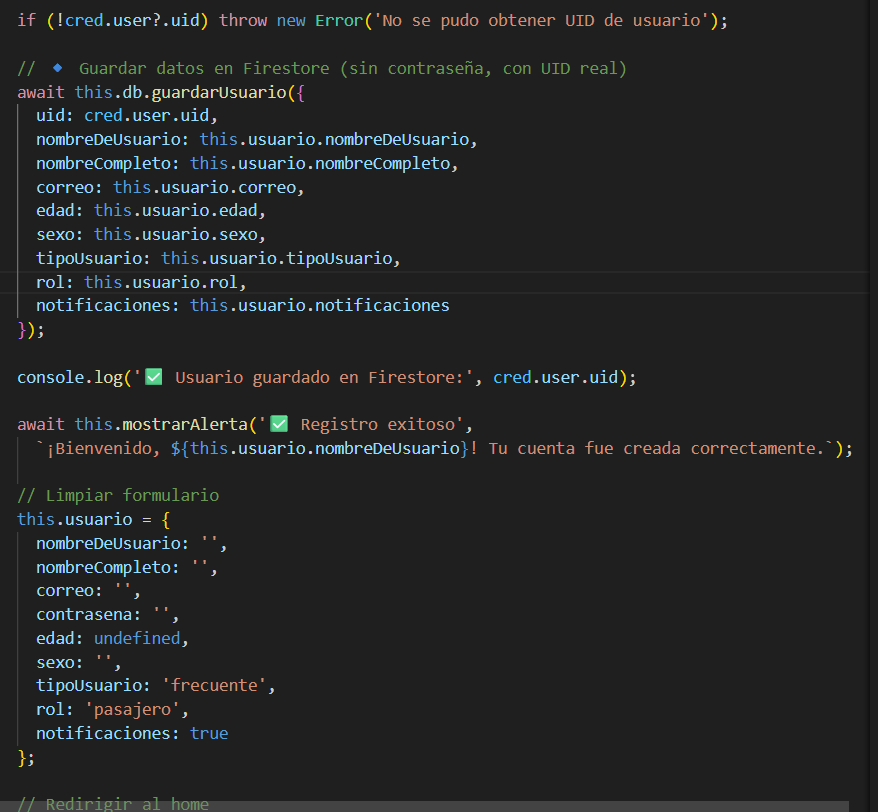 if (!cred.user?.uid) throw new Error('No se pudo obtener UID de usuario');
// 🔹 Guardar datos en Firestore (sin contraseña, con UID real)
await this.db.guardarUsuario({
uid: cred.user.uid,
nombreDeUsuario: this.usuario.nombreDeUsuario,
nombreCompleto: this.usuario.nombreCompleto,
correo: this.usuario.correo,
edad: this.usuario.edad,
sexo: this.usuario.sexo,
tipoUsuario: this.usuario.tipoUsuario,
rol: this.usuario.rol,
notificaciones: this.usuario.notificaciones
});
console.log('✅ Usuario guardado en Firestore:', cred.user.uid);
await this.mostrarAlerta('✅ Registro exitoso',
`¡Bienvenido, ${this.usuario.nombreDeUsuario}! Tu cuenta fue creada correctamente.`);
// Limpiar formulario
this.usuario = {
nombreDeUsuario: '',
nombreCompleto: '',
correo: '',
contrasena: '',
edad: undefined,
sexo: '',
tipoUsuario: 'frecuente',
rol: 'pasajero',
notificaciones: true
};
// Redirigir al home